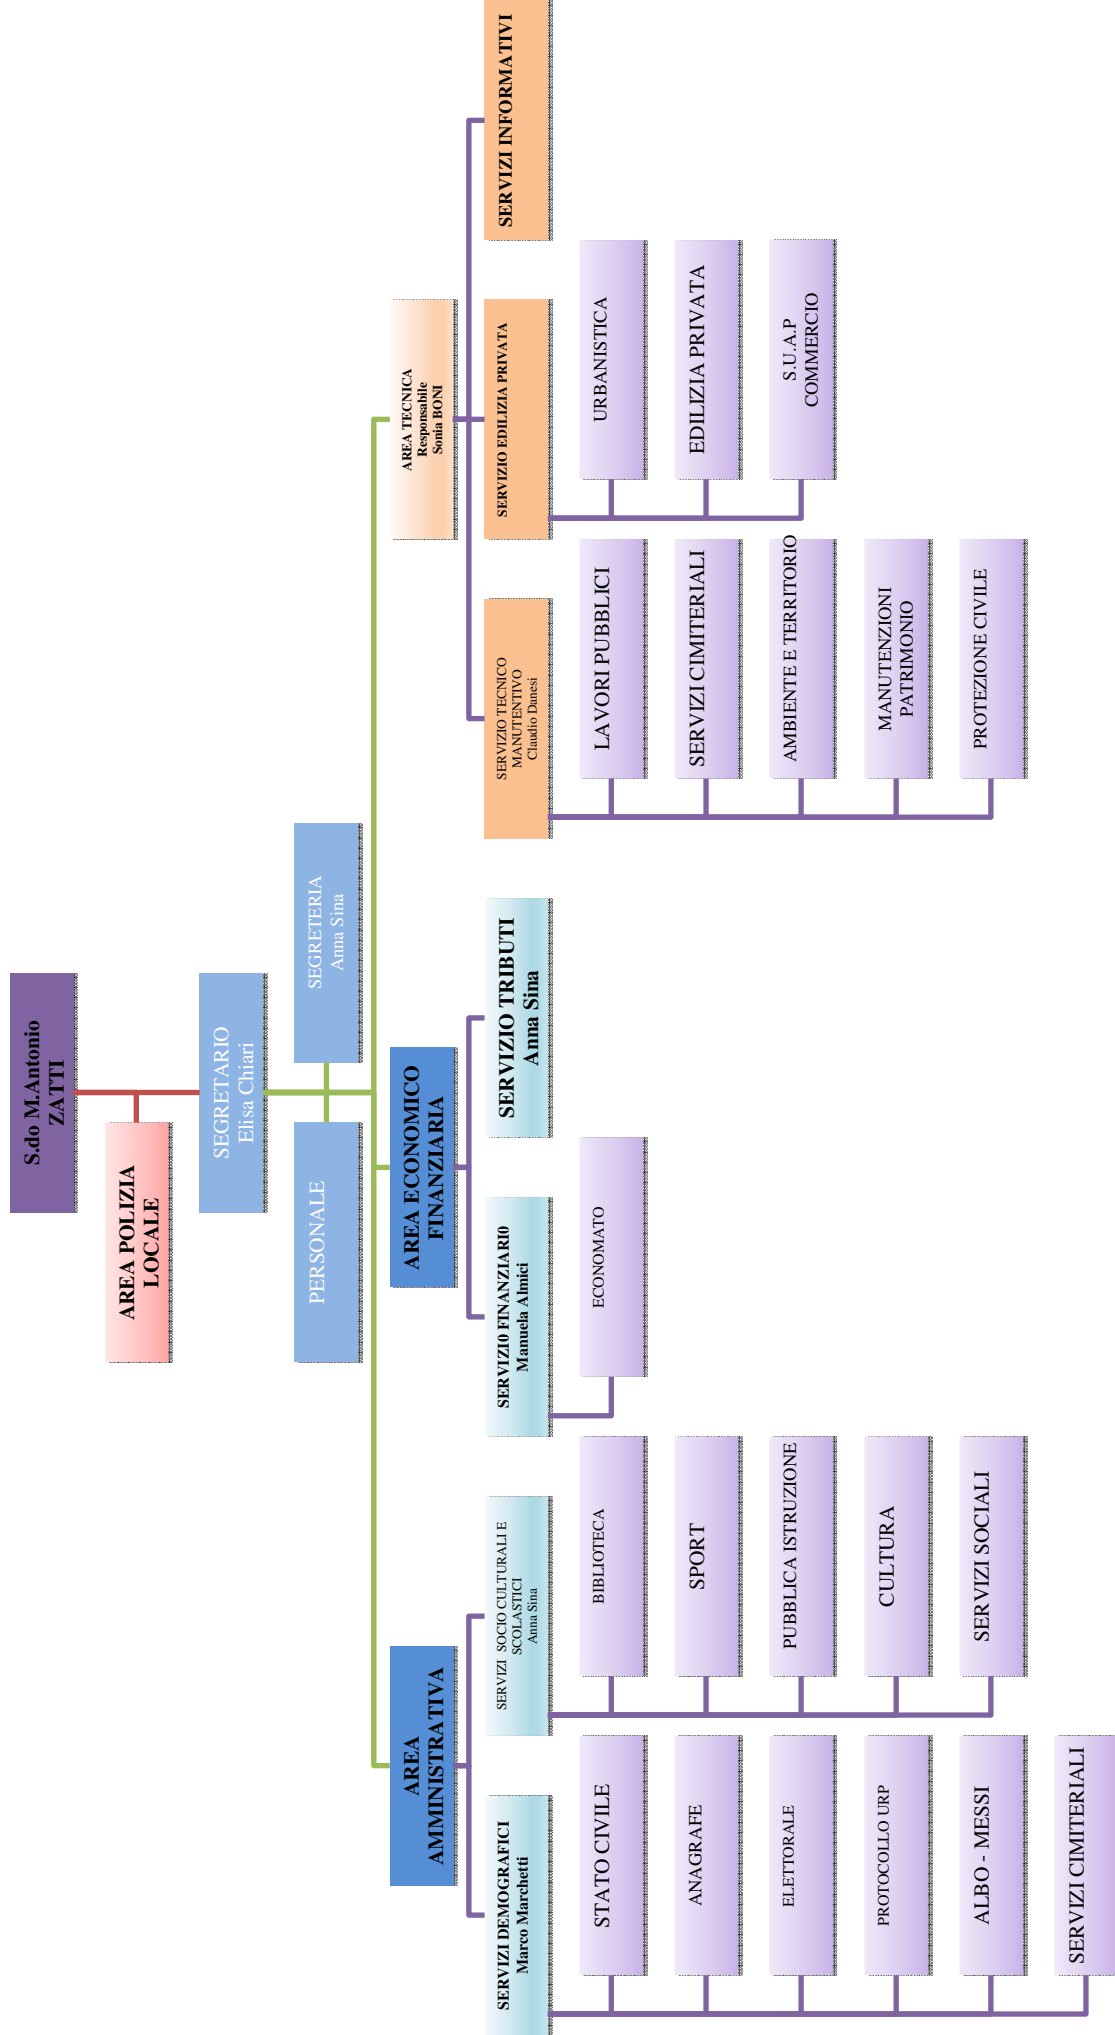 S.do M.Antonio
ZATTI
AREA POLIZIA
LOCALE
SEGRETARIO
Elisa Chiari
PERSONALE
SEGRETERIA
Anna Sina
AREA
AMMINISTRATIVA
SERVIZI DEMOGRAFICI
Marco Marchetti
STATO CIVILE
ANAGRAFE
ELETTORALE
PROTOCOLLO URP
ALBO - MESSI
SERVIZI CIMITERIALI
SERVIZI SOCIO CULTURALI E
SCOLASTICI
Anna Sina
BIBLIOTECA
SPORT
PUBBLICA ISTRUZIONE
CULTURA
SERVIZI SOCIALI
AREA ECONOMICO
FINANZIARIA
SERVIZI0 FINANZIARI0
Manuela Almici
ECONOMATO
SERVIZIO TRIBUTI
Anna Sina
AREA TECNICA
Responsabile
Sonia BONI
SERVIZIO TECNICO
MANUTENTIVO
Claudio Danesi
LAVORI PUBBLICI
SERVIZI CIMITERIALI
AMBIENTE E TERRITORIO
MANUTENZIONI
PATRIMONIO
PROTEZIONE CIVILE
SERVIZIO EDILIZIA PRIVATA
URBANISTICA
EDILIZIA PRIVATA
S.U.A.P
COMMERCIO
SERVIZI INFORMATIVI